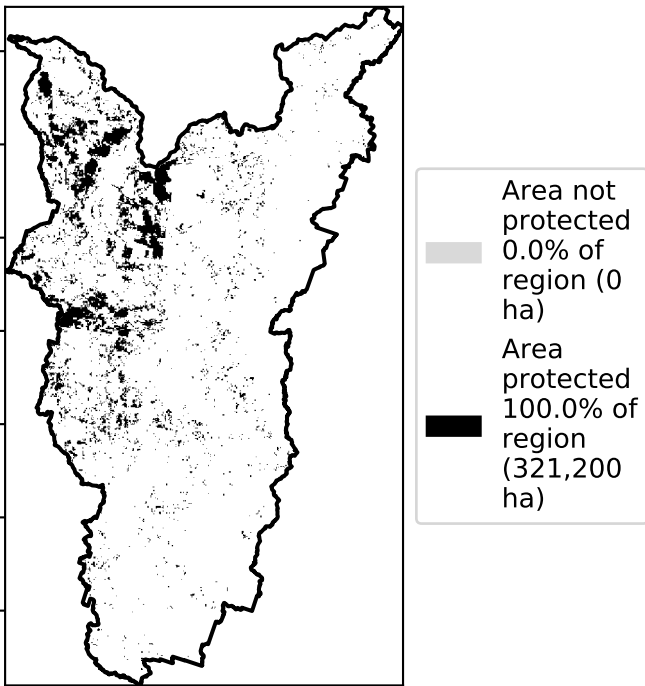 Area not
protected
0.0% of
region (0
ha)
Area
protected
100.0% of
region
(321,200
ha)